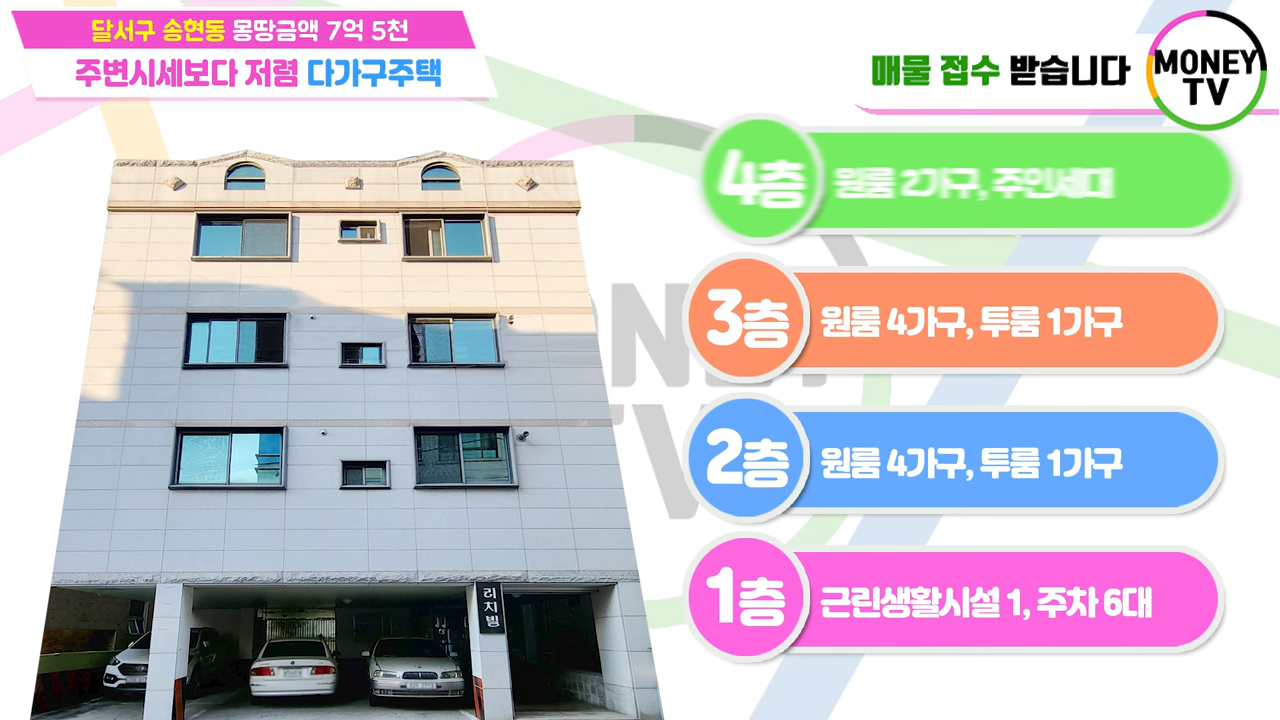 달서구 송현동 몽땅금액 7억 5천
주변시세보다 저렴 다가구주택
매물 접수 받습니다
MONEY
TV
4층 원룸 2가구, 주인세대
3층 원룸 4가구, 투룸 1가구
2층 원룸 4가구, 투룸 1가구
1층 근린생활시설 1, 주차 6대
리치빌